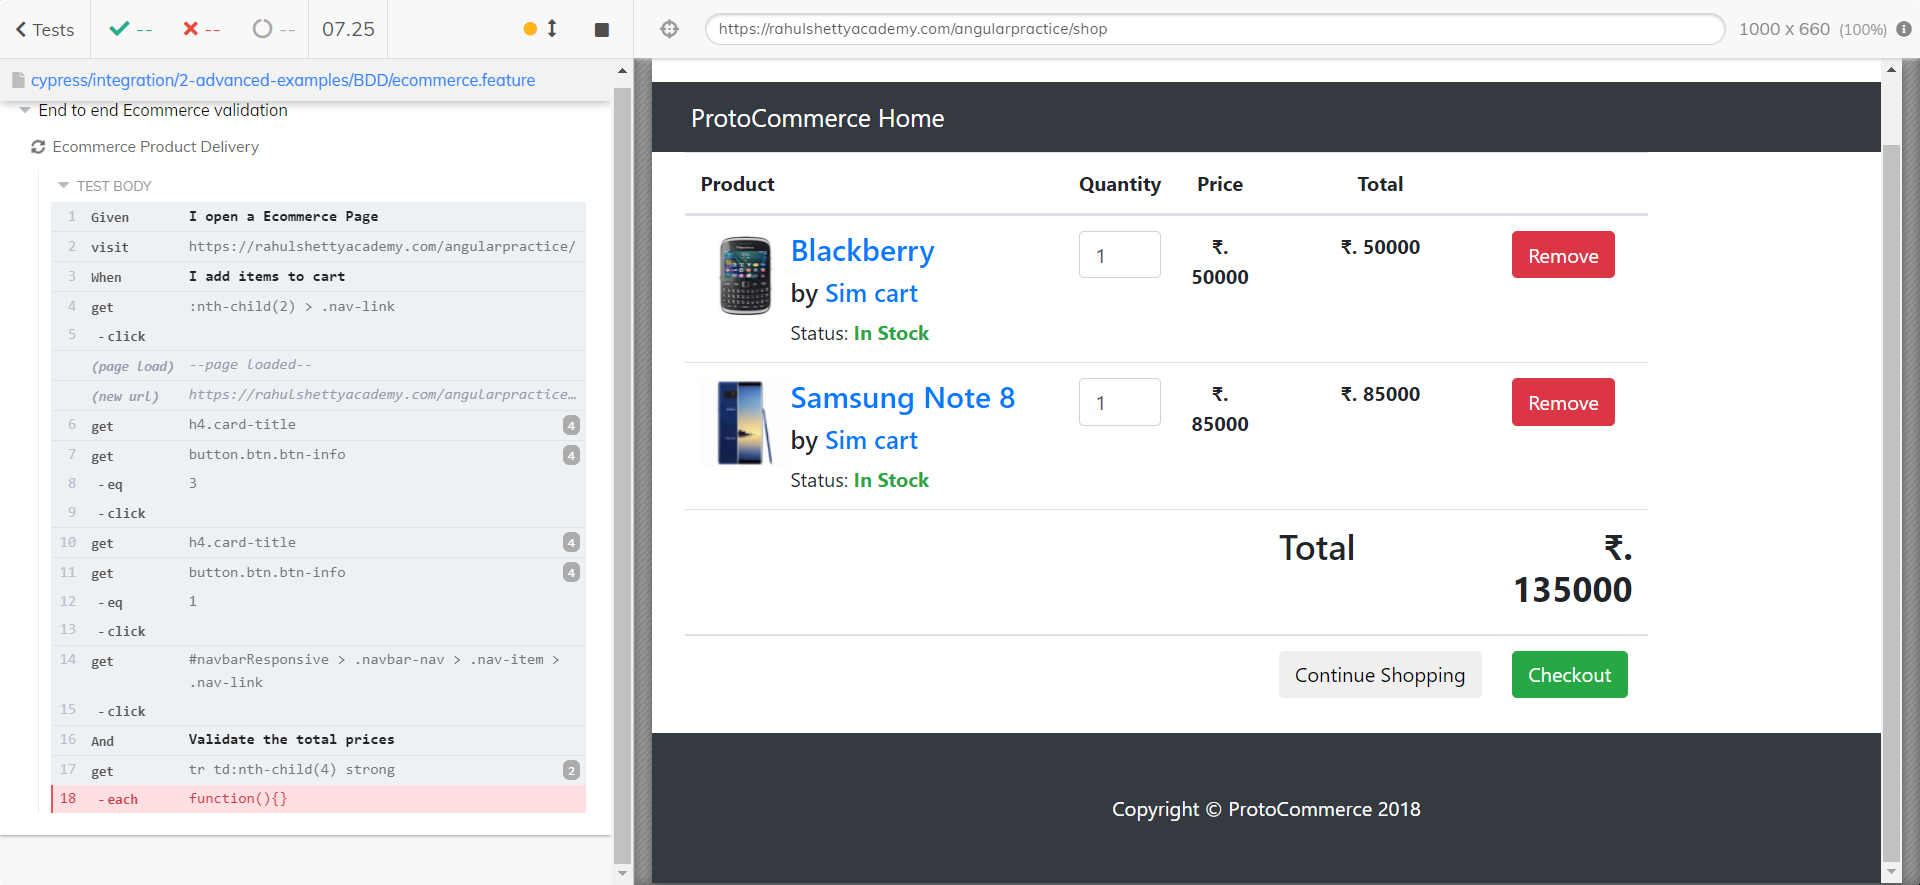 Tests -- -- -- 07.25
https://rahulshettyacademy.com/angularpractice/shop 1000 x 660 (100%)
cypress/integration/2-advanced-examples/BDD/ecommerce.feature
End to end Ecommerce validation
Ecommerce Product Delivery
TEST BODY
1 Given I open a Ecommerce Page
2 visit https://rahulshettyacademy.com/angularpractice/
3 When I add items to cart
4 get :nth-child(2) > .nav-link
5 -click
(page load) --page loaded--
(new url) https://rahulshettyacademy.com/angularpractice…
6 get h4.card-title 4
7 get button.btn.btn-info 4
8 -eq 3
9 -click
10 get h4.card-title 4
11 get button.btn.btn-info 4
12 -eq 1
13 -click
14 get #navbarResponsive > .navbar-nav > .nav-item >
.nav-link
15 -click
16 And Validate the total prices
17 get tr td:nth-child(4) strong 2
18 -each function(){}
ProtoCommerce Home
Product Quantity Price Total
Blackberry 1 ₹. ₹. 50000 Remove
50000
by Sim cart
Status: In Stock
Samsung Note 8 1 ₹. ₹. 85000 Remove
85000
by Sim cart
Status: In Stock
Total ₹.
135000
Continue Shopping Checkout
Copyright © ProtoCommerce 2018